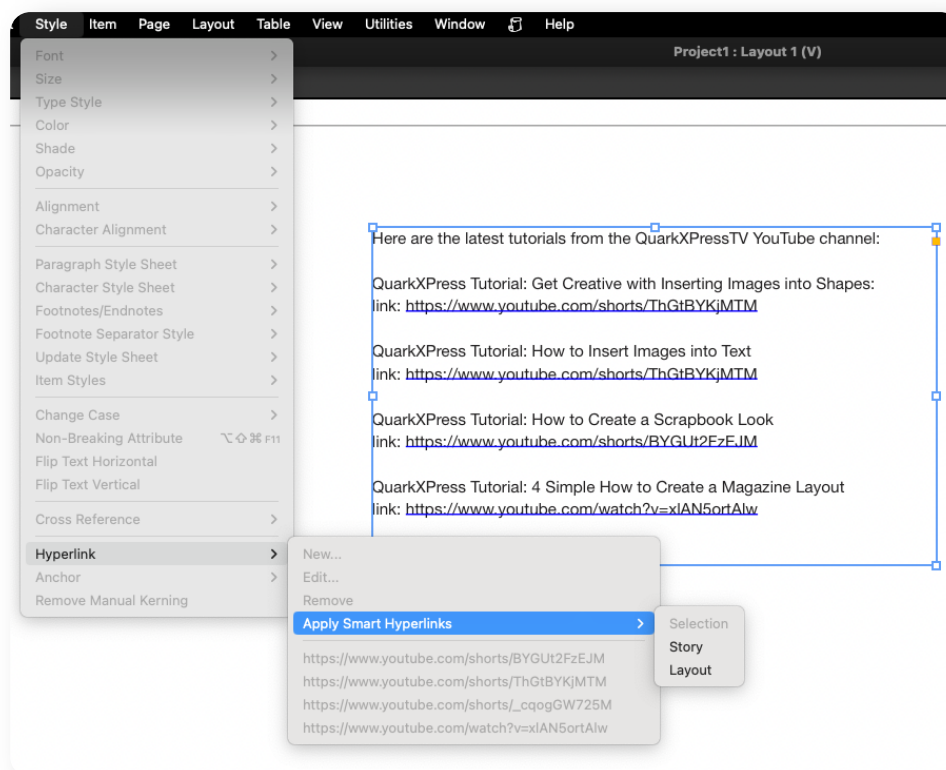 Style Item Page Layout Table View Utilities Window Help
Project1 : Layout 1 (V)
Font
Size
Type Style
Color
Shade
Opacity
Alignment
Character Alignment
Paragraph Style Sheet
Character Style Sheet
Footnotes/Endnotes
Footnote Separator Style
Update Style Sheet
Item Styles
Change Case
Non-Breaking Attribute ⌥⇧⌘F11
Flip Text Horizontal
Flip Text Vertical
Cross Reference
Hyperlink
Anchor
Remove Manual Kerning
New...
Edit...
Remove
Apply Smart Hyperlinks
https://www.youtube.com/shorts/BYGUt2FzEJM
https://www.youtube.com/shorts/ThGtBYKjMTM
https://www.youtube.com/shorts/_cqogGW725M
https://www.youtube.com/watch?v=xlAN5ortAlw
Selection
Story
Layout
Here are the latest tutorials from the QuarkXPressTV YouTube channel:
QuarkXPress Tutorial: Get Creative with Inserting Images into Shapes:
link: https://www.youtube.com/shorts/ThGtBYKjMTM
QuarkXPress Tutorial: How to Insert Images into Text
link: https://www.youtube.com/shorts/ThGtBYKjMTM
QuarkXPress Tutorial: How to Create a Scrapbook Look
link: https://www.youtube.com/shorts/BYGUt2FzEJM
QuarkXPress Tutorial: 4 Simple How to Create a Magazine Layout
link: https://www.youtube.com/watch?v=xlAN5ortAlw